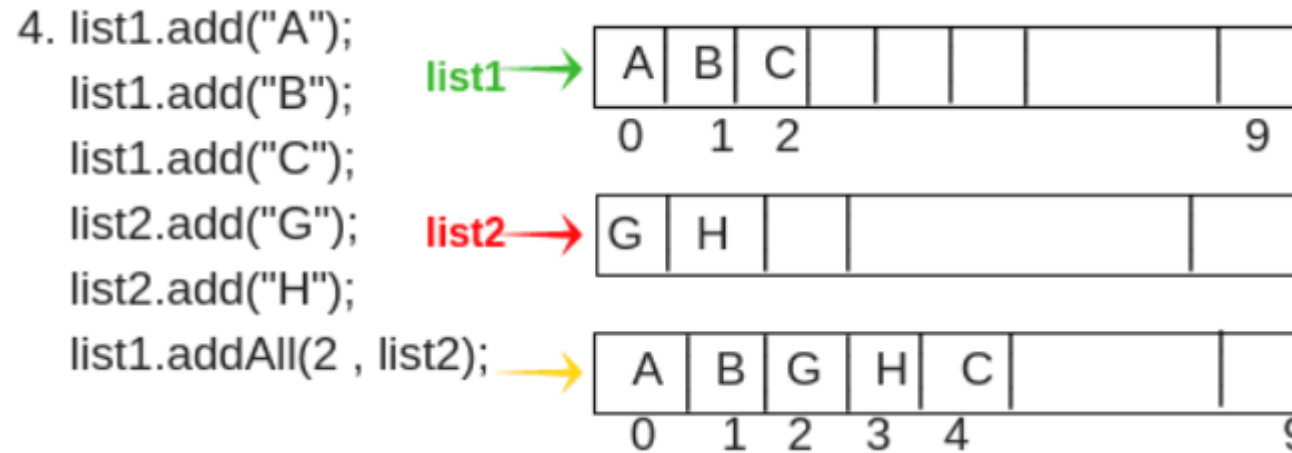 4. list1.add("A");
list1.add("B");
list1.add("C");
list2.add("G");
list2.add("H");
list1.addAll(2 , list2);
list1
A B C
0 1 2 9
list2
G H
A B G H C
0 1 2 3 4 9